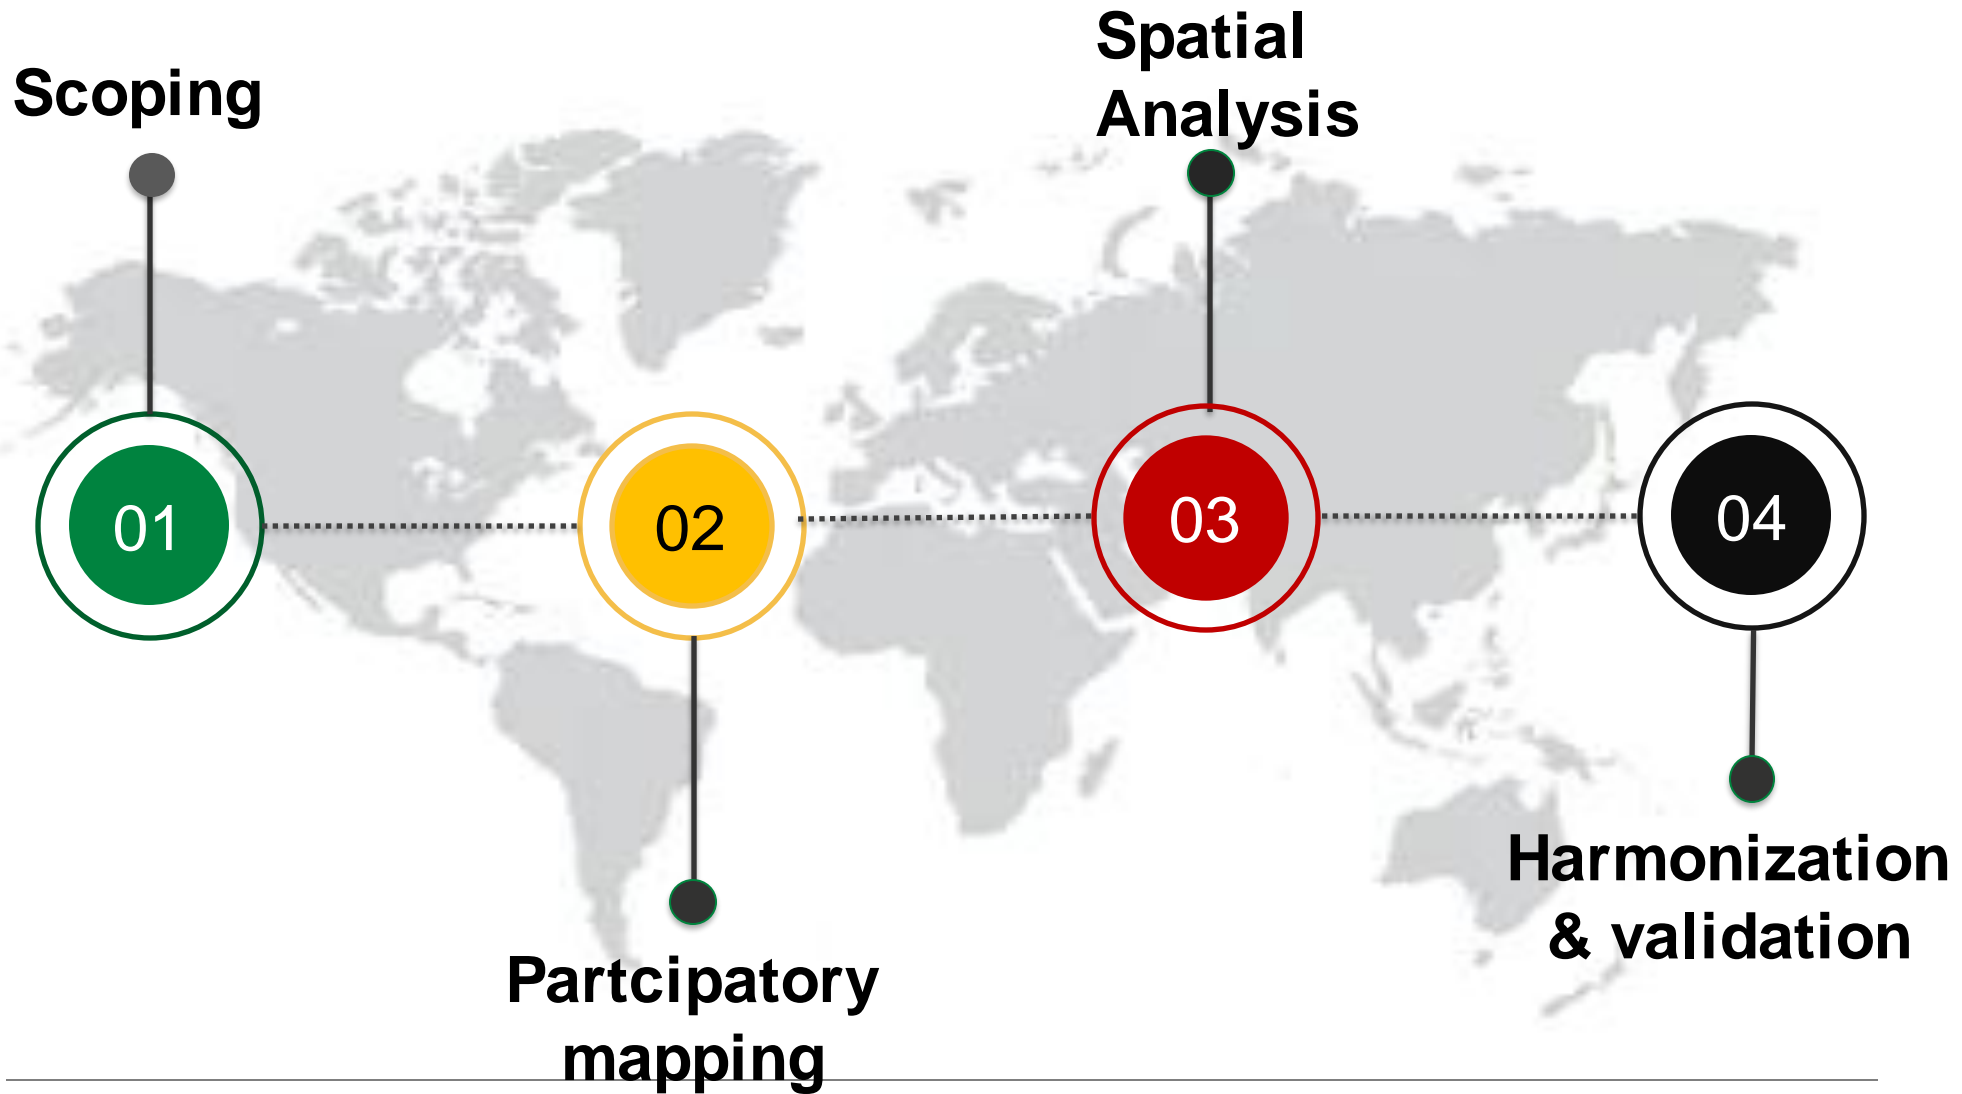 Scoping
01
02
Partcipatory
mapping
Spatial
Analysis
03
04
Harmonization
& validation